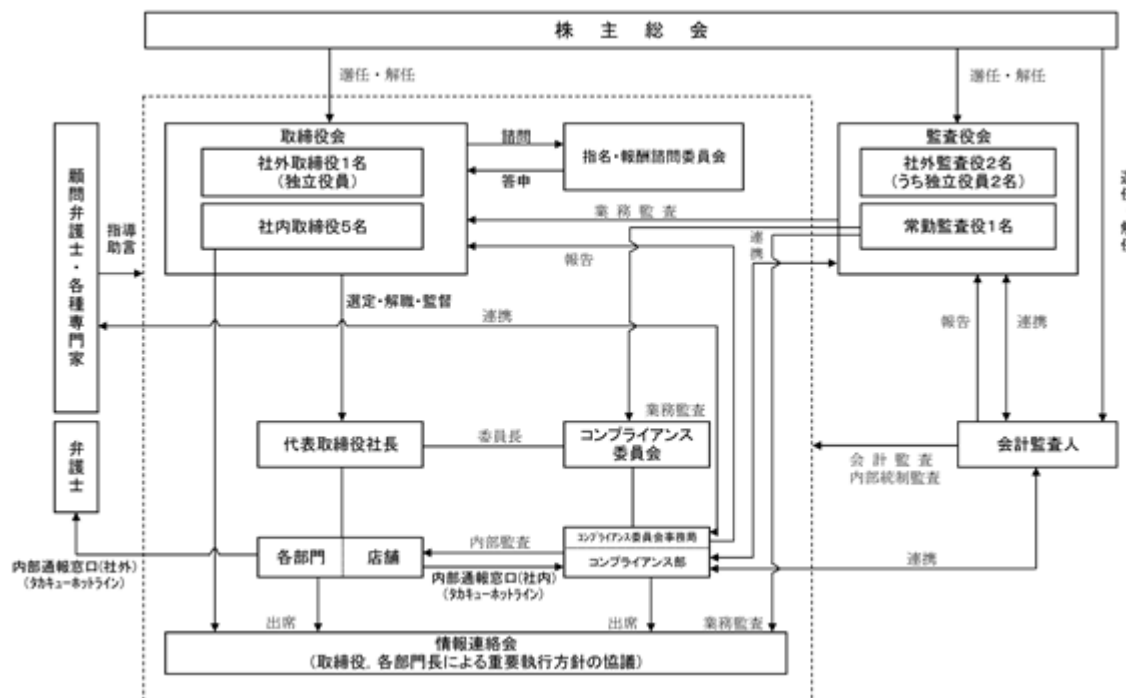 株主総会
選任・解任
選任・解任
取締役会
社外取締役1名
(独立役員)
社内取締役5名
諮問
答申
指名・報酬諮問委員会
監査役会
社外監査役2名
(うち独立役員2名)
常勤監査役1名
顧問弁護士・各種専門家
指導
助言
業務監査
報告
連携
選定・解職・監督
連携
報告
連携
業務監査
弁護士
代表取締役社長
委員長
コンプライアンス
委員会
会計監査人
会計監査
内部統制監査
各部門
店舗
内部監査
コンプライアンス委員会事務局
コンプライアンス部
連携
内部通報窓口(社外)
(タカキューホットライン)
内部通報窓口(社内)
(タカキューホットライン)
出席
出席
業務監査
情報連絡会
(取締役, 各部門長による重要執行方針の協議)